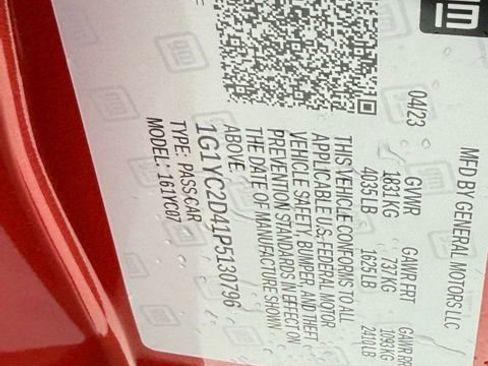 gm
MFD BY GENERAL MOTORS LLC
04/23 GVWR GAWR FRT GAWR RR
1831 KG 737 KG 1093 KG
4035 LB 1625 LB 2410 LB
THIS VEHICLE CONFORMS TO ALL
APPLICABLE U.S. FEDERAL MOTOR
VEHICLE SAFETY, BUMPER, AND THEFT
PREVENTION STANDARDS IN EFFECT ON
THE DATE OF MANUFACTURE SHOWN
ABOVE.
1G1YC2D41P5130796
TYPE: PASS CAR
MODEL: 161YC07